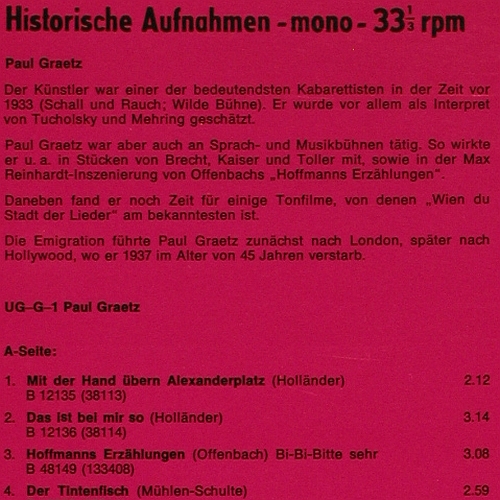 Historische Aufnahmen - mono - 33 1/3 rpm
Paul Graetz
Der Künstler war einer der bedeutendsten Kabarettisten in der Zeit vor
1933 (Schall und Rauch; Wilde Bühne). Er wurde vor allem als Interpret
von Tucholsky und Mehring geschätzt.
Paul Graetz war aber auch an Sprach- und Musikbühnen tätig. So wirkte
er u. a. in Stücken von Brecht, Kaiser und Toller mit, sowie in der Max
Reinhardt-Inszenierung von Offenbachs „Hoffmanns Erzählungen“.
Daneben fand er noch Zeit für einige Tonfilme, von denen „Wien du
Stadt der Lieder“ am bekanntesten ist.
Die Emigration führte Paul Graetz zunächst nach London, später nach
Hollywood, wo er 1937 im Alter von 45 Jahren verstarb.
UG–G–1 Paul Graetz
A-Seite:
1. Mit der Hand übern Alexanderplatz (Holländer) 2.12
B 12135 (38113)
2. Das ist bei mir so (Holländer) 3.14
B 12136 (38114)
3. Hoffmanns Erzählungen (Offenbach) Bi-Bi-Bitte sehr 3.08
B 48149 (133408)
4. Der Tintenfisch (Mühlen-Schulte) 2.59